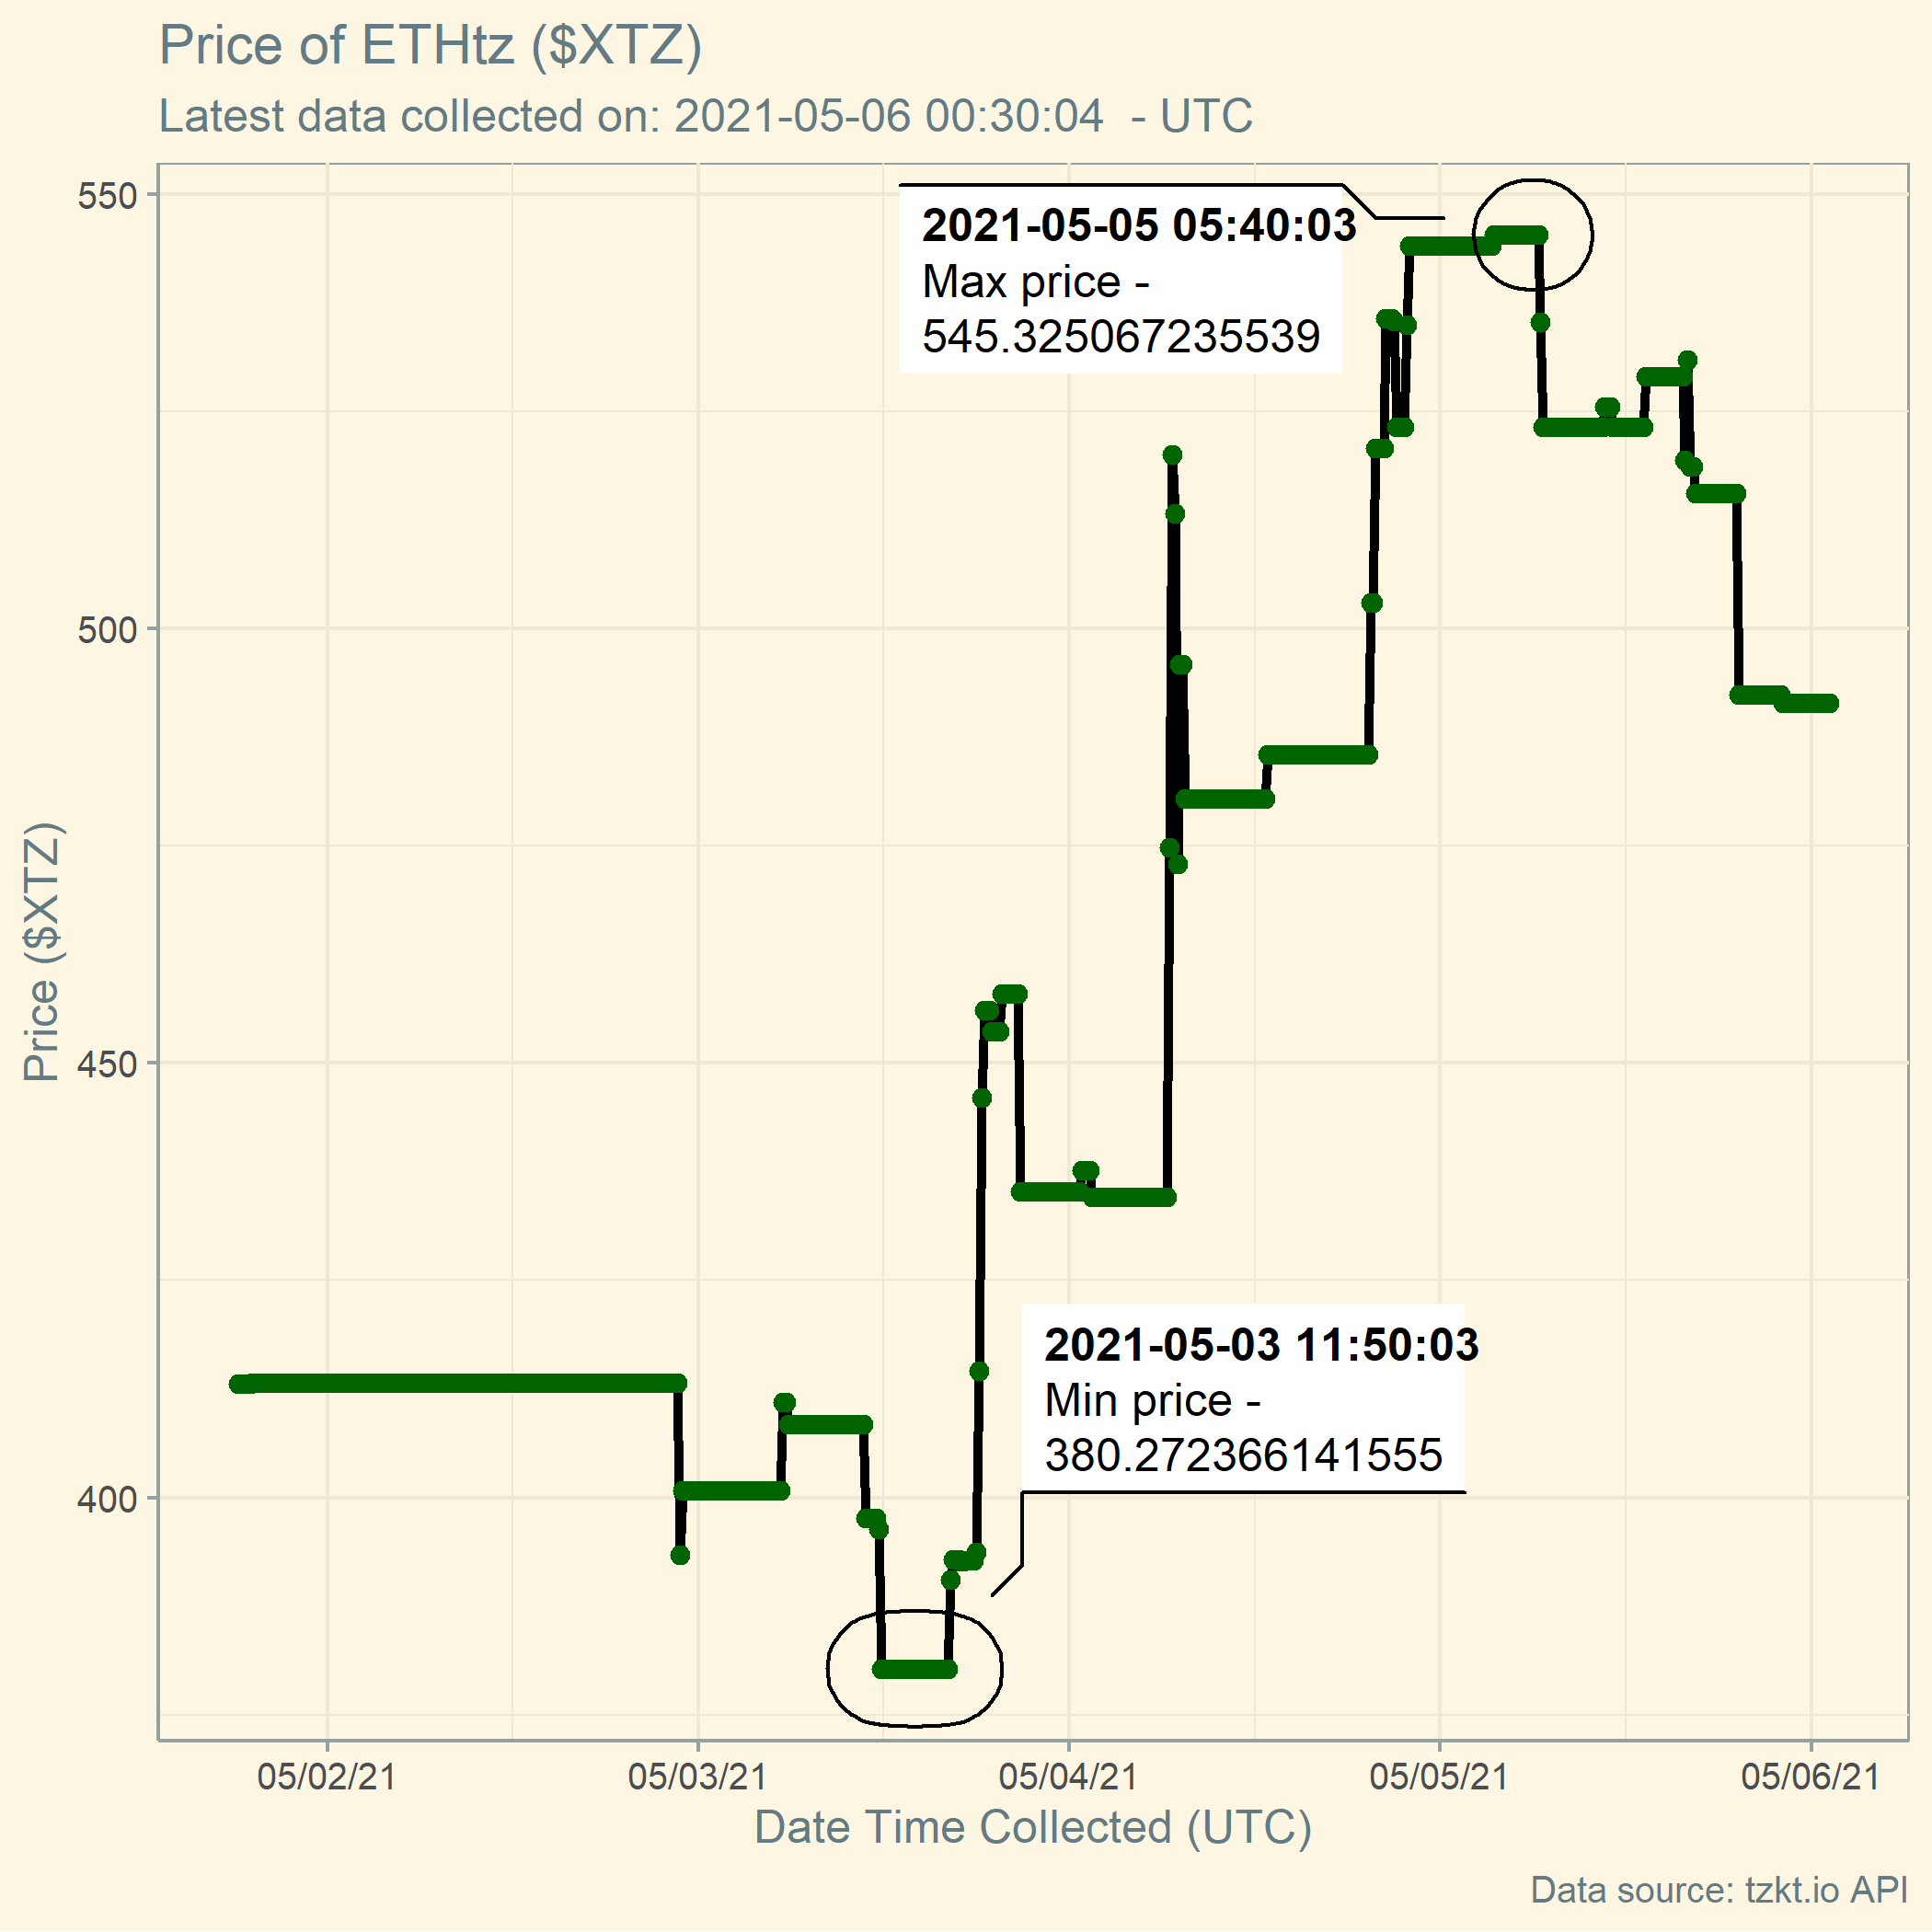 Price of ETHtz ($XTZ)
Latest data collected on: 2021-05-06 00:30:04  - UTC
550
500
450
400
Price ($XTZ)
2021-05-05 05:40:03
Max price -
545.325067235539
2021-05-03 11:50:03
Min price -
380.272366141555
05/02/21
05/03/21
05/04/21
05/05/21
05/06/21
Date Time Collected (UTC)
Data source: tzkt.io API